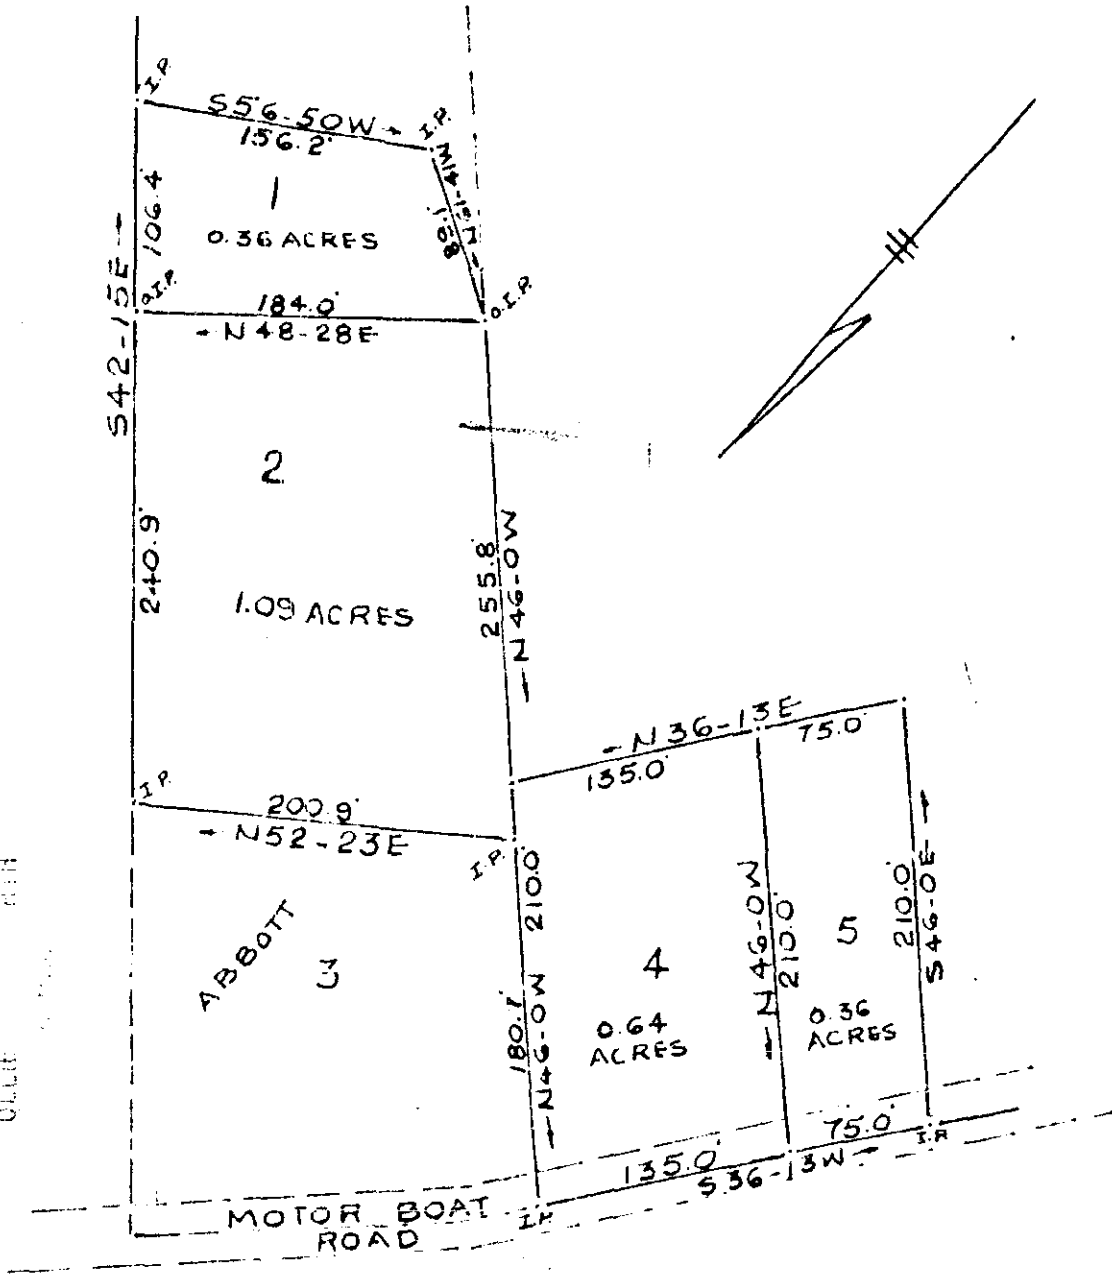 I.P.
S56-50W
I.P.
156.2'
N14-15W
88.1'
1
106.4'
0.36 ACRES
S42-15E
O.I.P.
184.0'
N48-28E
O.I.P.
2
240.9'
1.09 ACRES
255.8'
N46-0W
I.P.
200.9'
N52-23E
I.P.
N36-13E
135.0'
75.0'
ABBOTT
3
210.0'
180.1'
N46-0W
4
0.64
ACRES
N46-0W
210.0'
5
0.36
ACRES
210.0'
S46-0E
135.0'
75.0'
S36-13W
I.P.
I.P.
MOTOR BOAT
ROAD